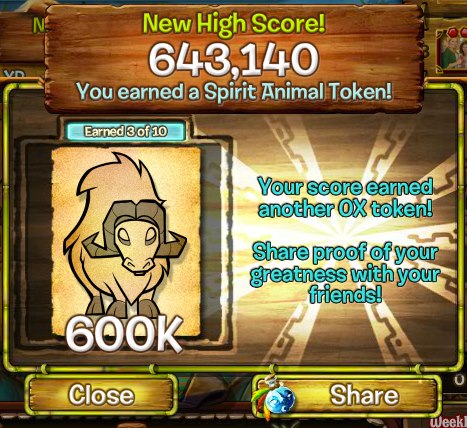 New High Score!
643,140
You earned a Spirit Animal Token!
Earned 3 of 10
Your score earned
another OX token!
Share proof of your
greatness with your
friends!
600K
Close
Share